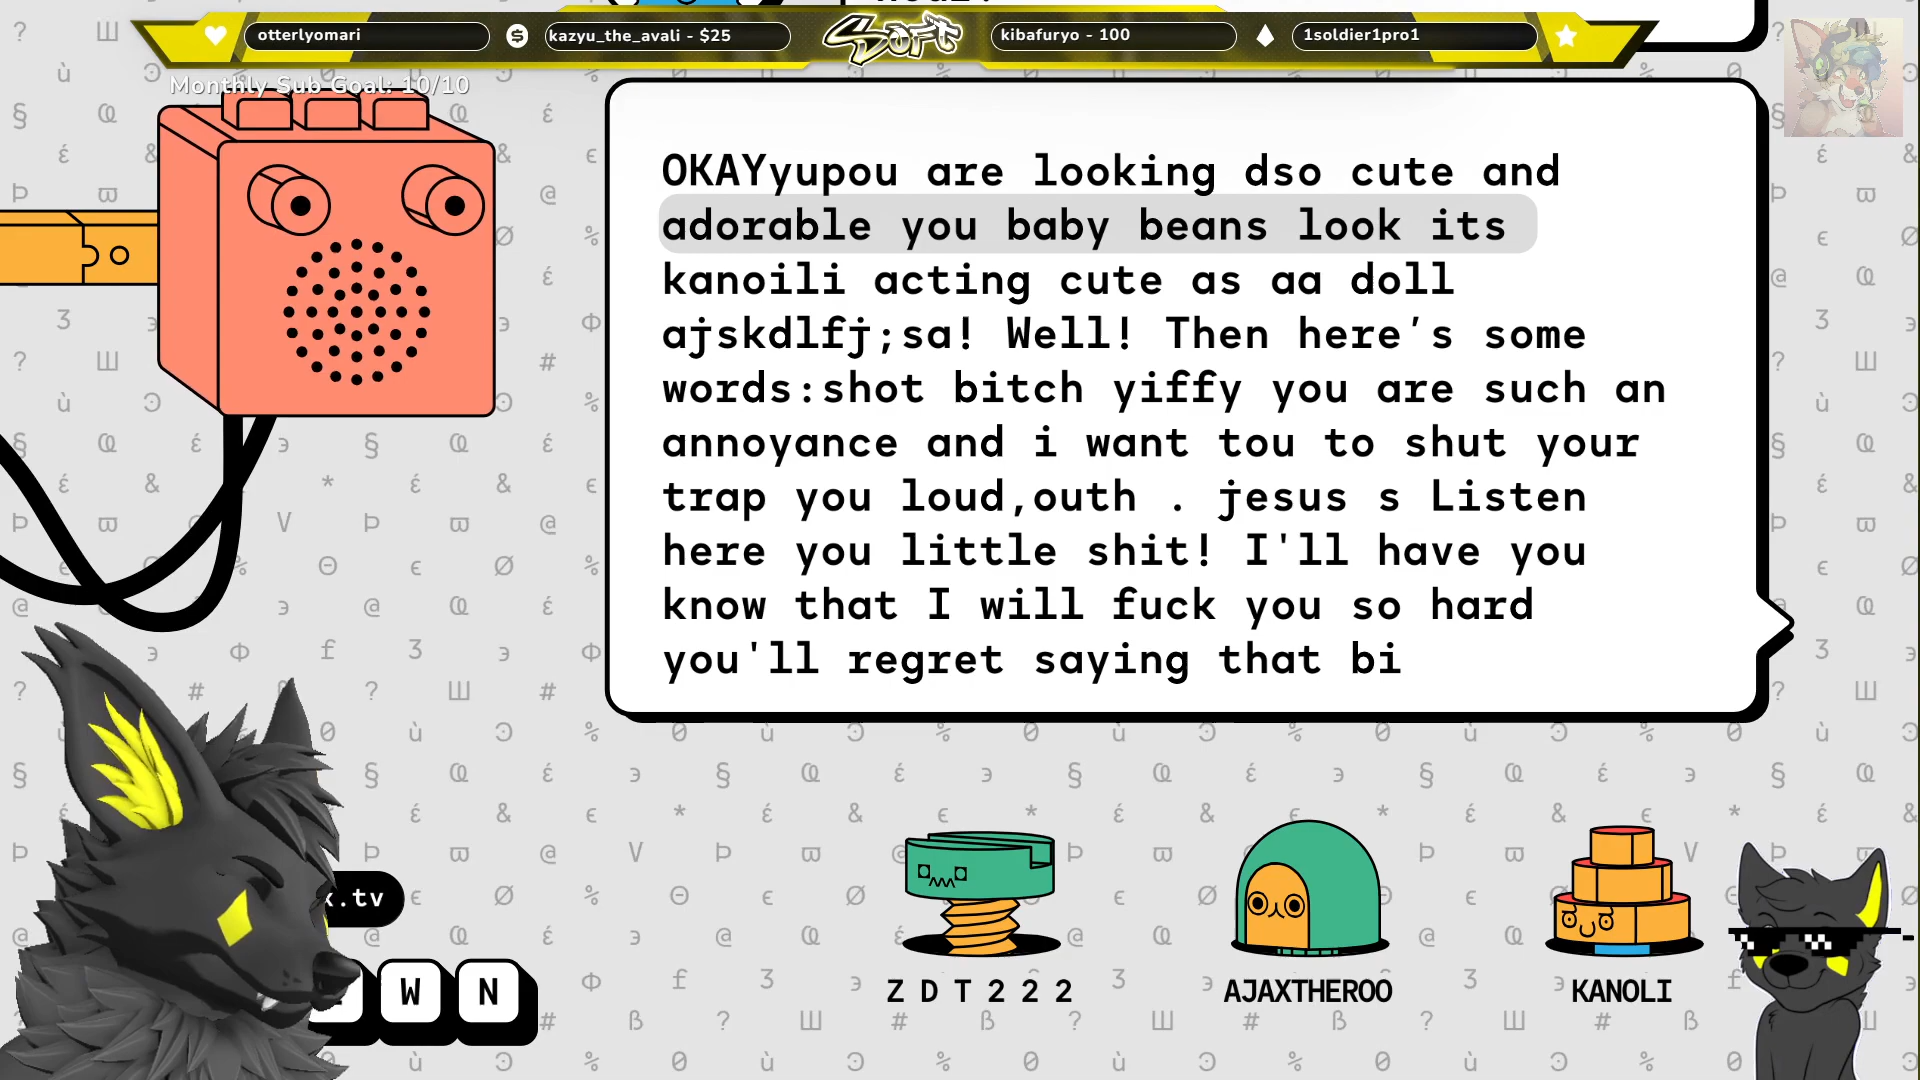 otterlyomari
kazyu_the_avali - $25
Soft
kibafuryo - 100
1soldier1pro1
Monthly Sub Goal: 10/10
OKAYyupou are looking dso cute and
adorable you baby beans look its
kanoili acting cute as aa doll
ajskdlfj;sa! Well! Then here's some
words:shot bitch yiffy you are such an
annoyance and i want tou to shut your
trap you loud,outh . jesus s Listen
here you little shit! I'll have you
know that I will fuck you so hard
you'll regret saying that bi
x.tv
W N
ZDT222
AJAXTHEROO
KANOLI